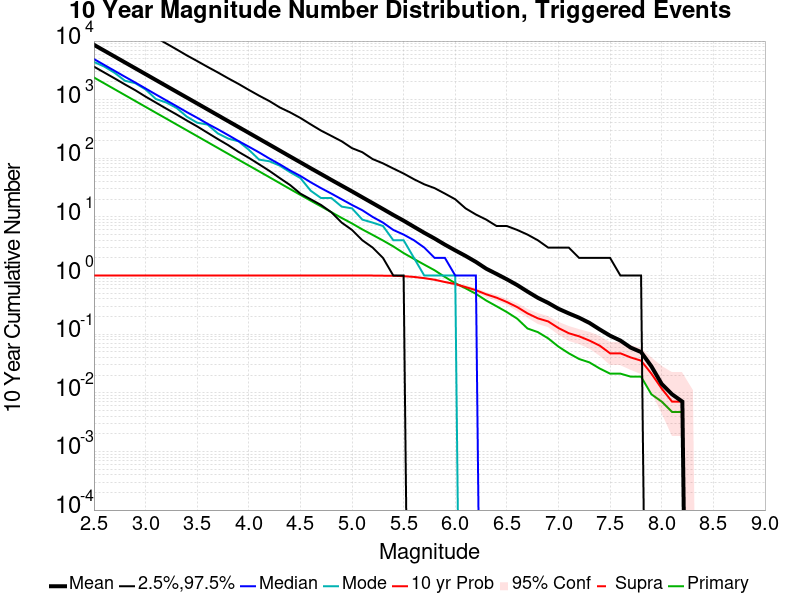 10 Year Magnitude Number Distribution, Triggered Events
10 Year Cumulative Number
10^4
10^3
10^2
10^1
10^0
10^-1
10^-2
10^-3
10^-4
2.5 3.0 3.5 4.0 4.5 5.0 5.5 6.0 6.5 7.0 7.5 8.0 8.5 9.0
Magnitude
Mean 2.5%,97.5% Median Mode 10 yr Prob 95% Conf Supra Primary